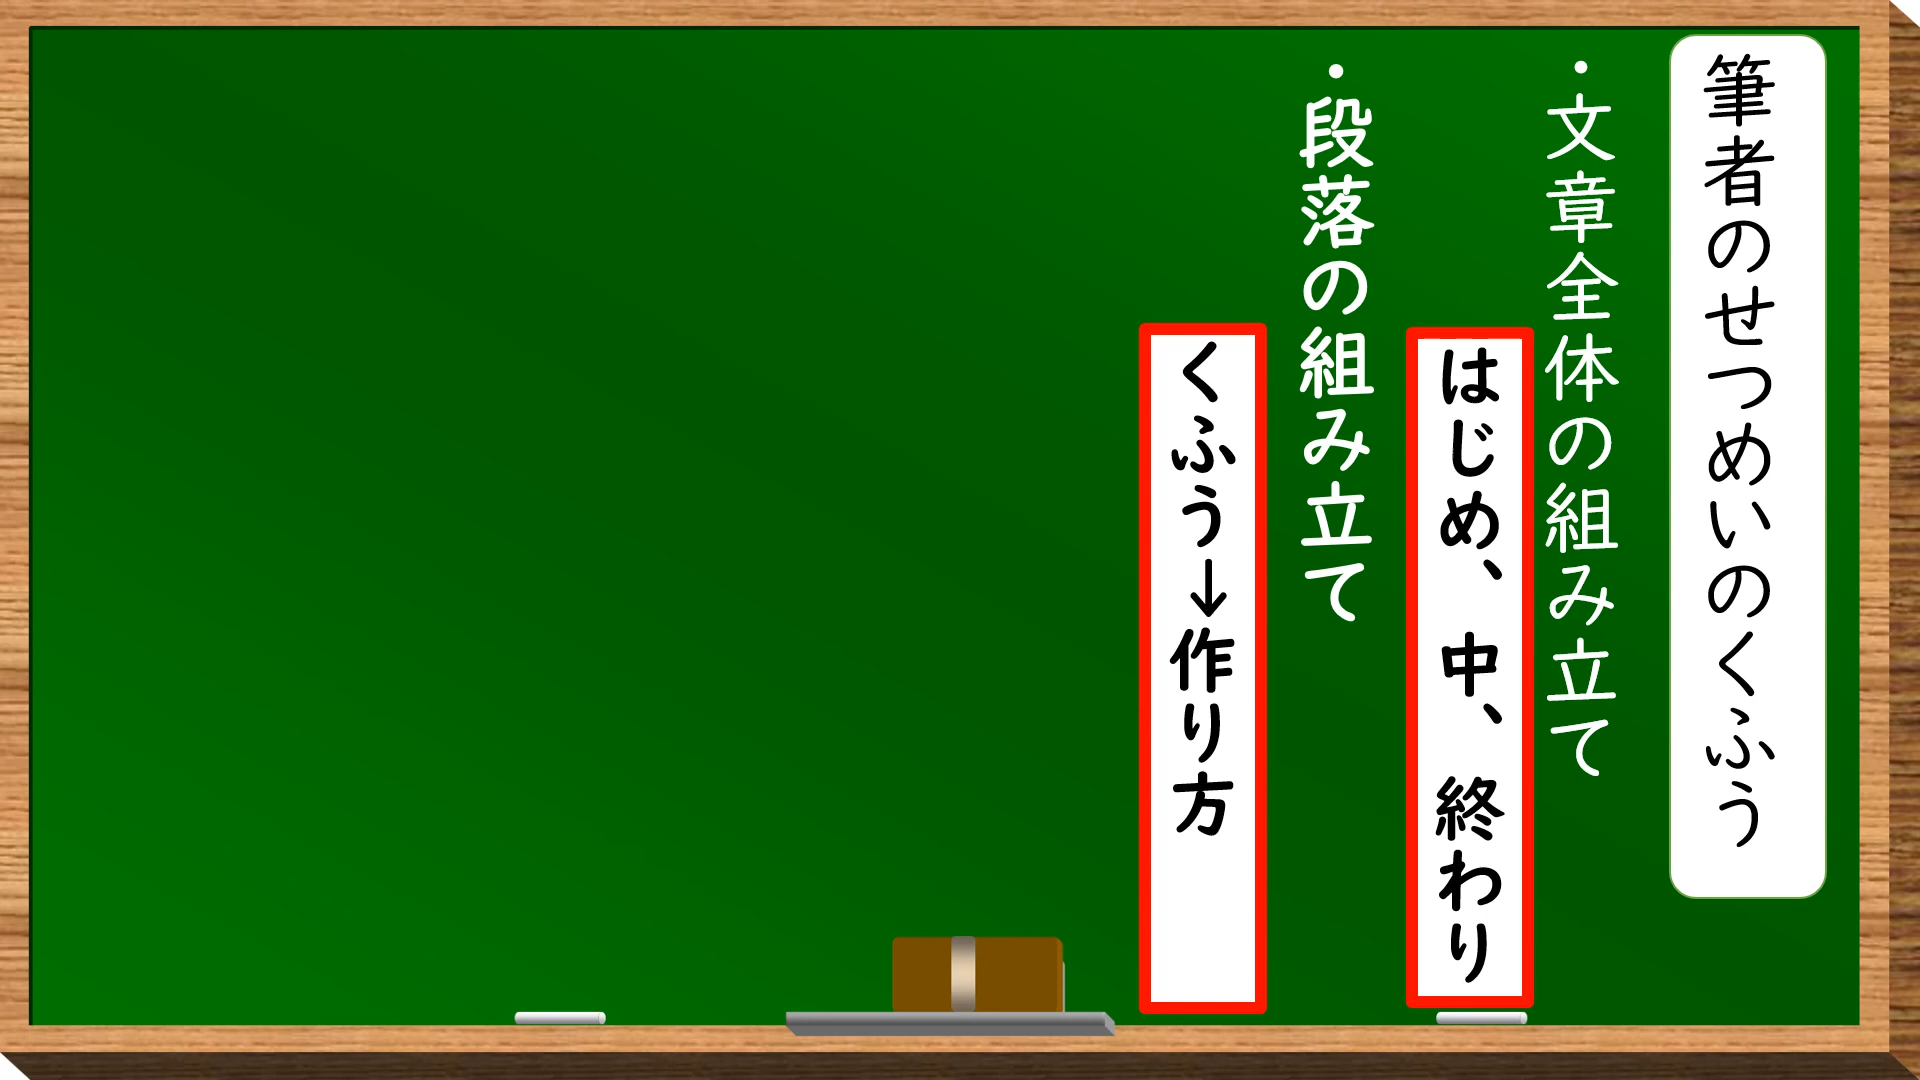 筆者のせつめいのくふう
・文章全体の組み立て
はじめ、中、終わり
・段落の組み立て
くふう→作り方